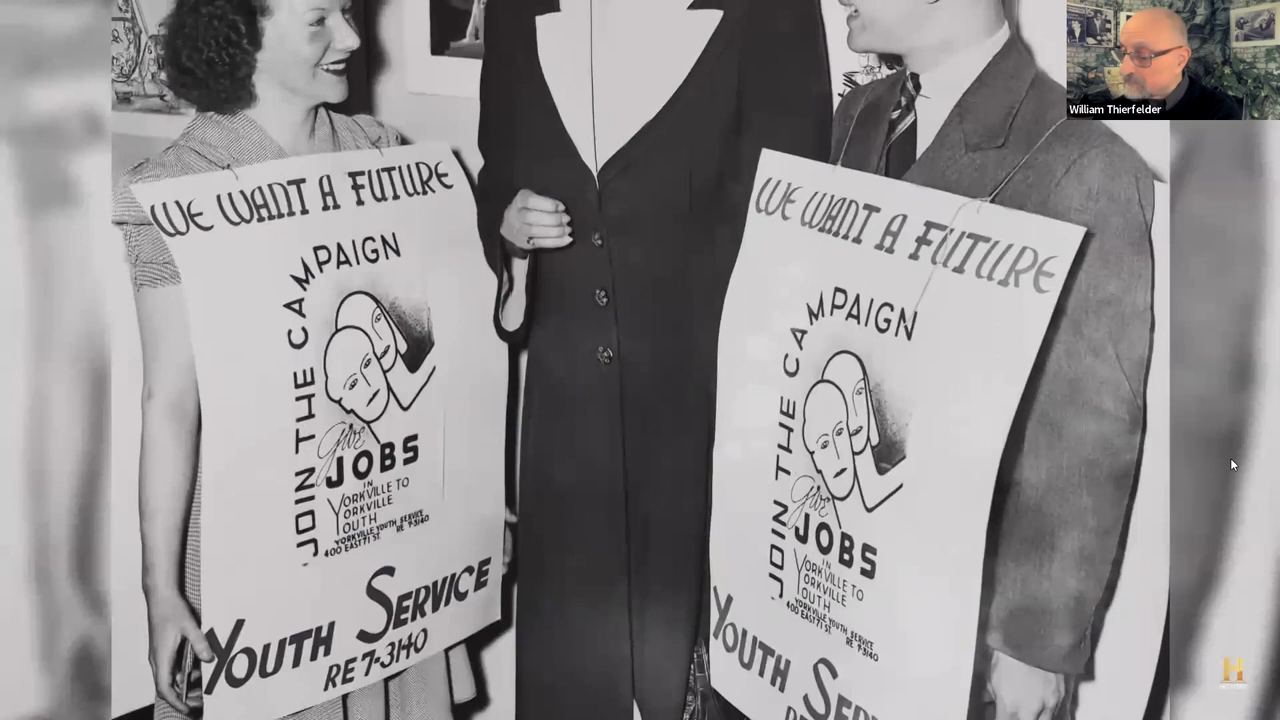 William Thierfelder
WE WANT A FUTURE
JOIN THE CAMPAIGN
give
JOBS
IN
YORKVILLE TO
YORKVILLE
YOUTH
YORKVILLE YOUTH SERVICE
400 EAST 71 ST. RE 7-3140
YOUTH SERVICE
RE 7-3140
WE WANT A FUTURE
JOIN THE CAMPAIGN
give
JOBS
IN
YORKVILLE TO
YORKVILLE
YOUTH
YORKVILLE YOUTH SERVICE
400 EAST 71 ST. RE 7-3140
YOUTH SER
H